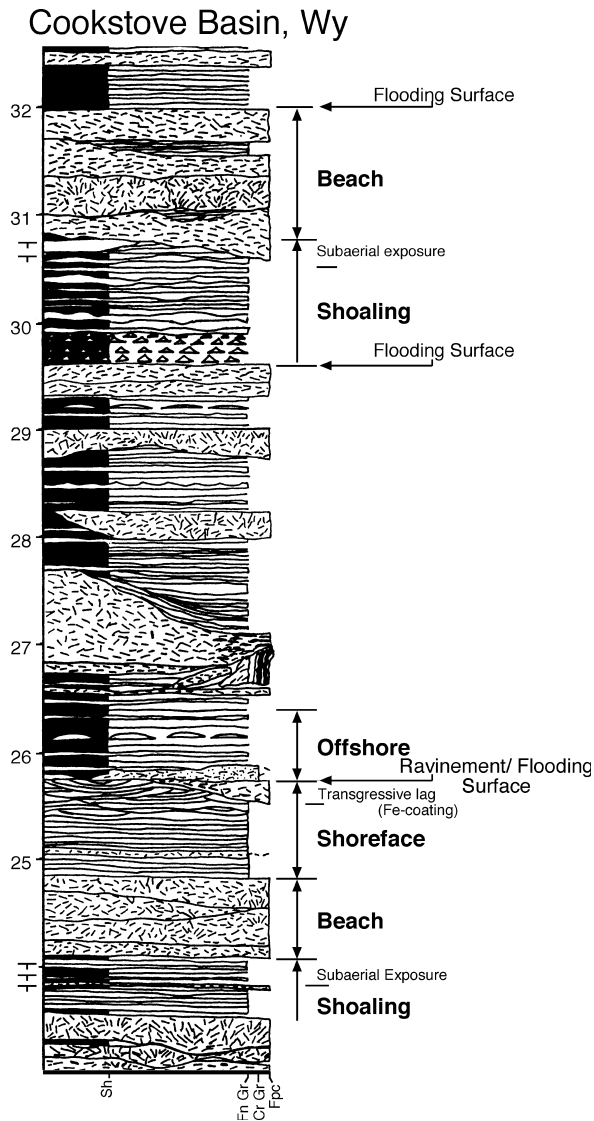 Cookstove Basin, Wy
32
Flooding Surface
Beach
31
Subaerial exposure
Shoaling
30
Flooding Surface
29
28
27
26
Offshore
Ravinement/ Flooding
Surface
Transgressive lag
(Fe-coating)
Shoreface
25
Beach
Subaerial Exposure
Shoaling
Sh
Fn Gr
Cr Gr
Fpc